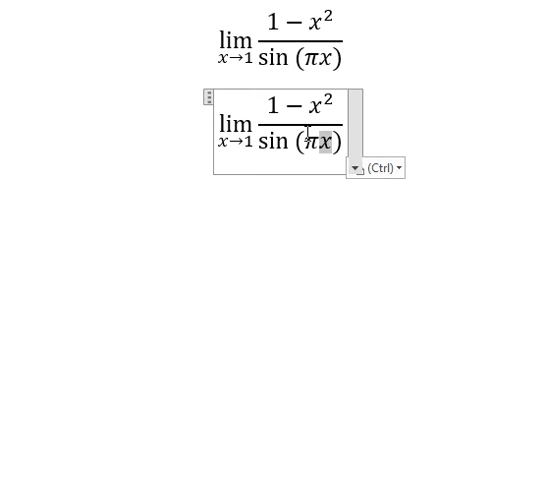 lim x→1 (1 − x²)/(sin (πx))
lim x→1 (1 − x²)/(sin (πx))
(Ctrl)